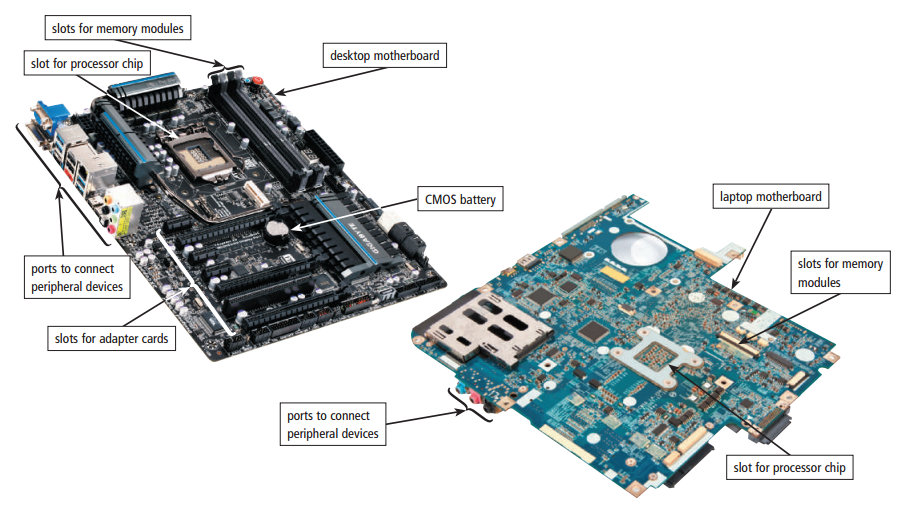 slots for memory modules
slot for processor chip
desktop motherboard
CMOS battery
GIGABYTE
ports to connect
peripheral devices
slots for adapter cards
laptop motherboard
slots for memory
modules
ports to connect
peripheral devices
slot for processor chip